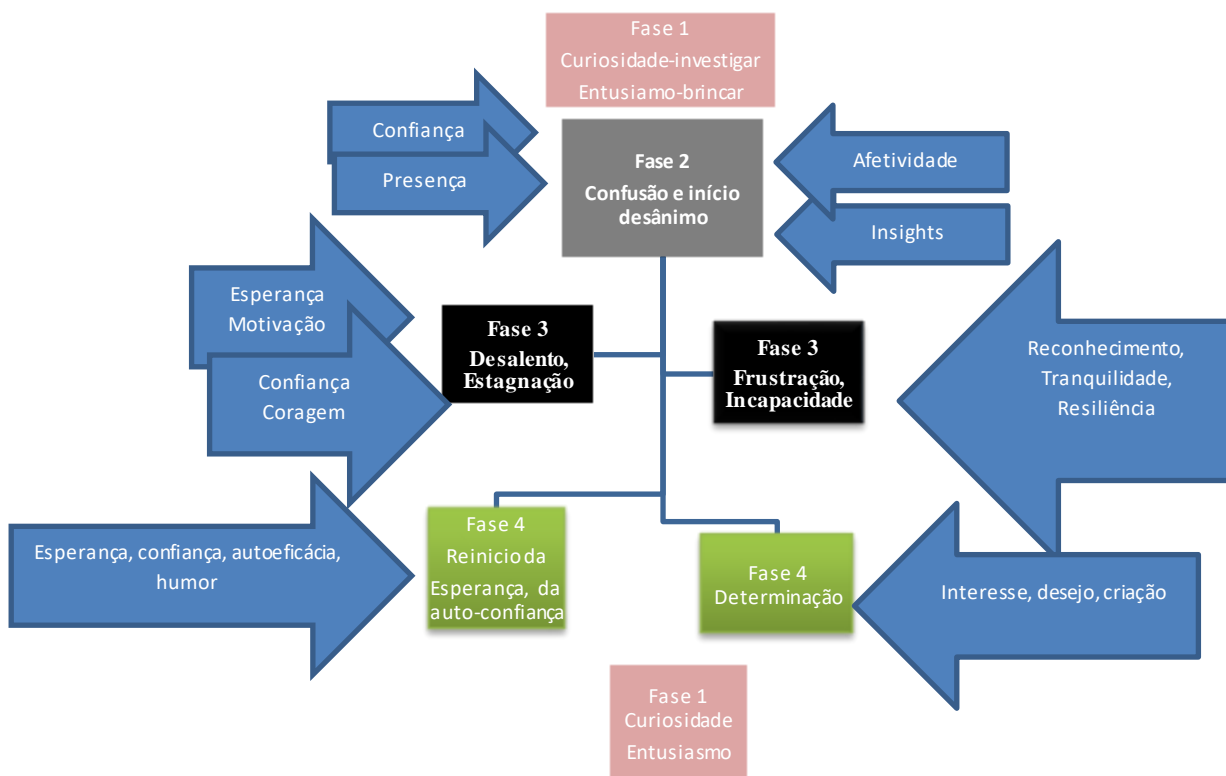 Fase 1
Curiosidade-investigar
Entusiamo-brincar
Confiança
Presença
Fase 2
Confusão e início
desânimo
Afetividade
Insights
Esperança
Motivação
Confiança
Coragem
Fase 3
Desalento,
Estagnação
Fase 3
Frustração,
Incapacidade
Reconhecimento,
Tranquilidade,
Resiliência
Esperança, confiança, autoeficácia,
humor
Fase 4
Reinicio da
Esperança, da
auto-confiança
Fase 4
Determinação
Interesse, desejo, criação
Fase 1
Curiosidade
Entusiasmo